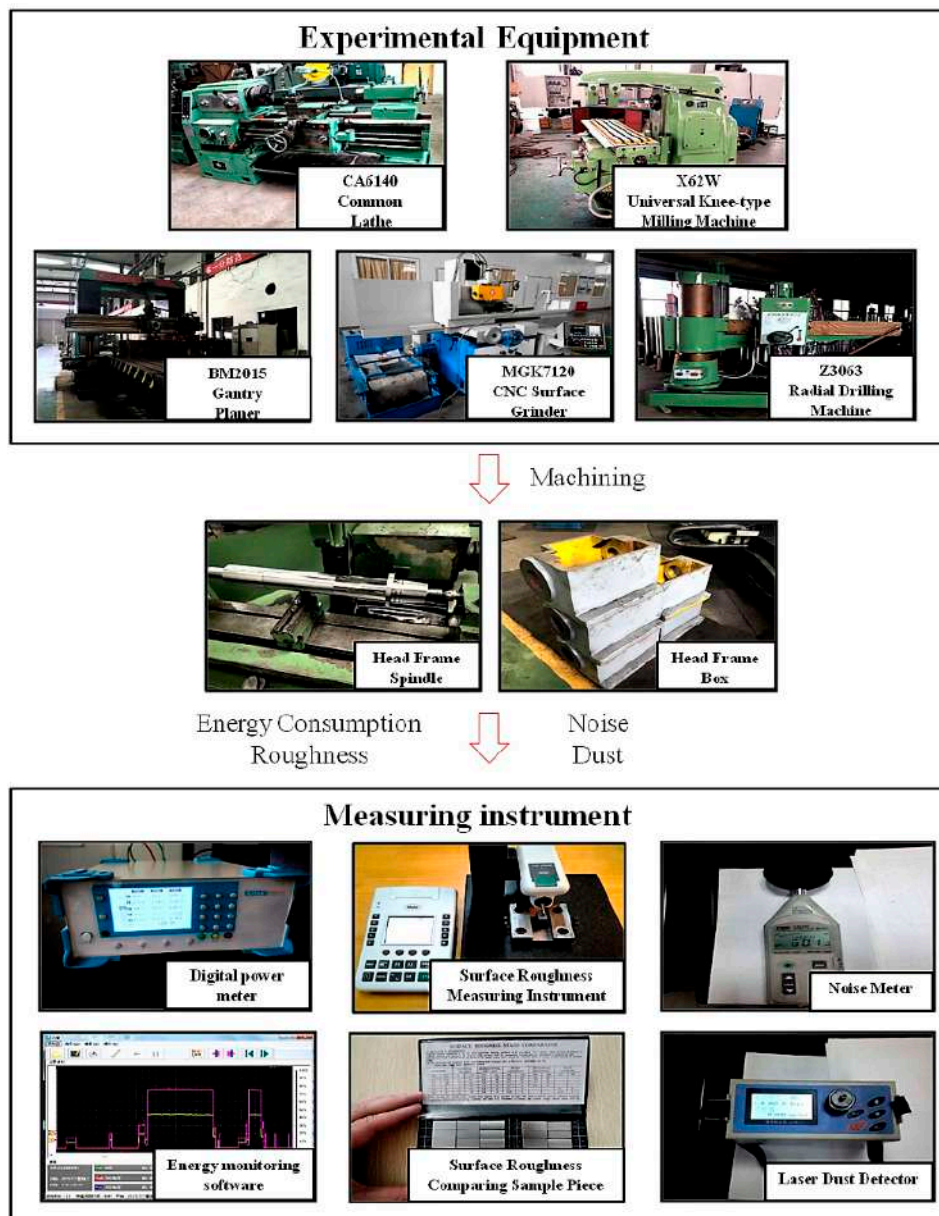 Experimental Equipment
CA6140
Common
Lathe
X62W
Universal Knee-type
Milling Machine
BM2015
Gantry
Planer
MGK7120
CNC Surface
Grinder
Z3063
Radial Drilling
Machine
Machining
Head Frame
Spindle
Head Frame
Box
Energy Consumption
Roughness
Noise
Dust
Measuring instrument
Digital power
meter
Surface Roughness
Measuring Instrument
Noise Meter
Energy monitoring
software
SURFACE ROUGHNESS
Surface Roughness
Comparing Sample Piece
Laser Dust Detector